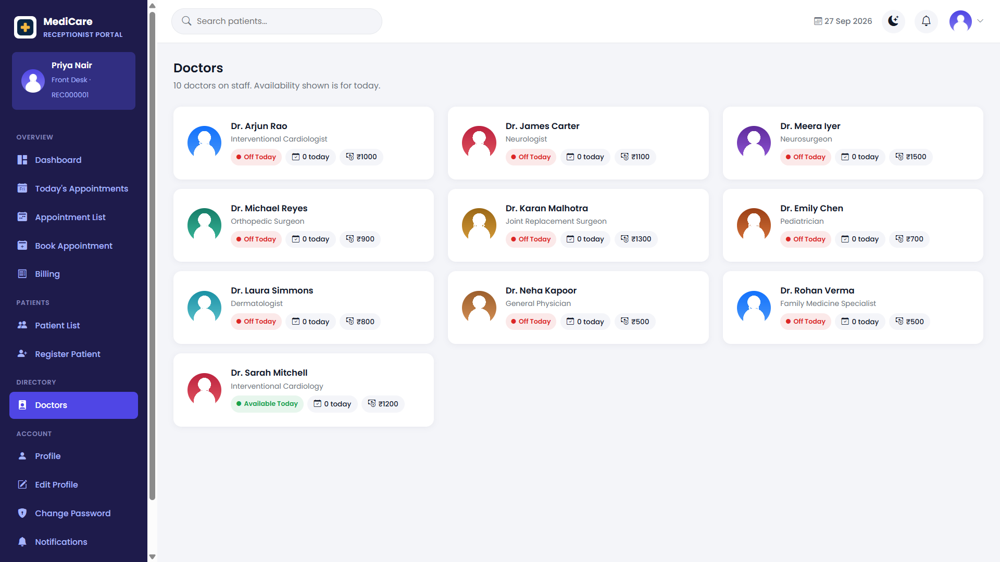 MediCare
RECEPTIONIST PORTAL
Priya Nair
Front Desk ·
REC000001
OVERVIEW
Dashboard
Today's Appointments
Appointment List
Book Appointment
Billing
PATIENTS
Patient List
Register Patient
DIRECTORY
Doctors
ACCOUNT
Profile
Edit Profile
Change Password
Notifications
Search patients...
27 Sep 2026
Doctors
10 doctors on staff. Availability shown is for today.
Dr. Arjun Rao
Interventional Cardiologist
Off Today 0 today ₹1000
Dr. James Carter
Neurologist
Off Today 0 today ₹1100
Dr. Meera Iyer
Neurosurgeon
Off Today 0 today ₹1500
Dr. Michael Reyes
Orthopedic Surgeon
Off Today 0 today ₹900
Dr. Karan Malhotra
Joint Replacement Surgeon
Off Today 0 today ₹1300
Dr. Emily Chen
Pediatrician
Off Today 0 today ₹700
Dr. Laura Simmons
Dermatologist
Off Today 0 today ₹800
Dr. Neha Kapoor
General Physician
Off Today 0 today ₹500
Dr. Rohan Verma
Family Medicine Specialist
Off Today 0 today ₹500
Dr. Sarah Mitchell
Interventional Cardiology
Available Today 0 today ₹1200